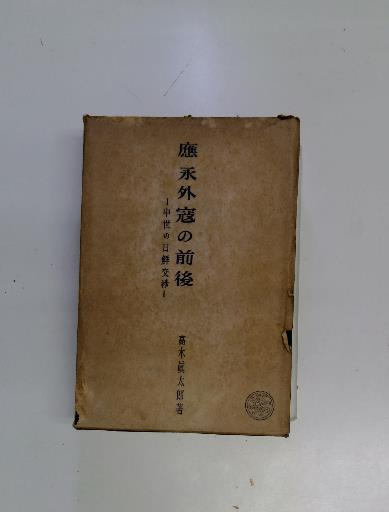 應永外寇の前後
―中世の日鮮交渉―
高木眞太郎著